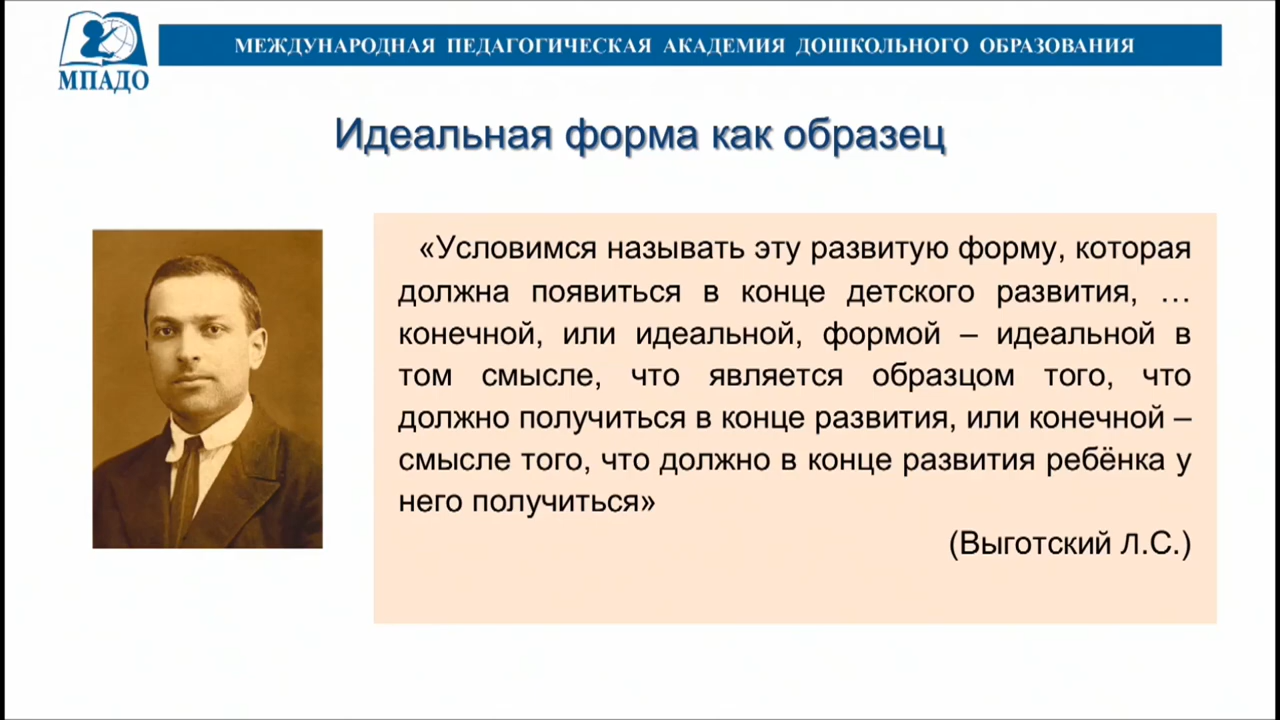 МЕЖДУНАРОДНАЯ ПЕДАГОГИЧЕСКАЯ АКАДЕМИЯ ДОШКОЛЬНОГО ОБРАЗОВАНИЯ
МПАДО
Идеальная форма как образец
«Условимся называть эту развитую форму, которая
должна появиться в конце детского развития, …
конечной, или идеальной, формой – идеальной в
том смысле, что является образцом того, что
должно получиться в конце развития, или конечной –
смысле того, что должно в конце развития ребёнка у
него получиться»
(Выготский Л.С.)